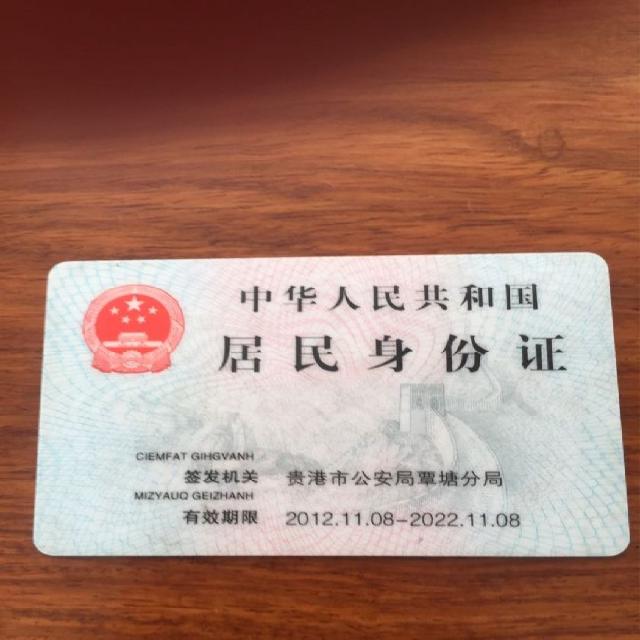 中华人民共和国
居民身份证
CIEMFAT GIHGVANH
签发机关 贵港市公安局覃塘分局
MIZYAUQ GEIZHANH
有效期限 2012.11.08-2022.11.08